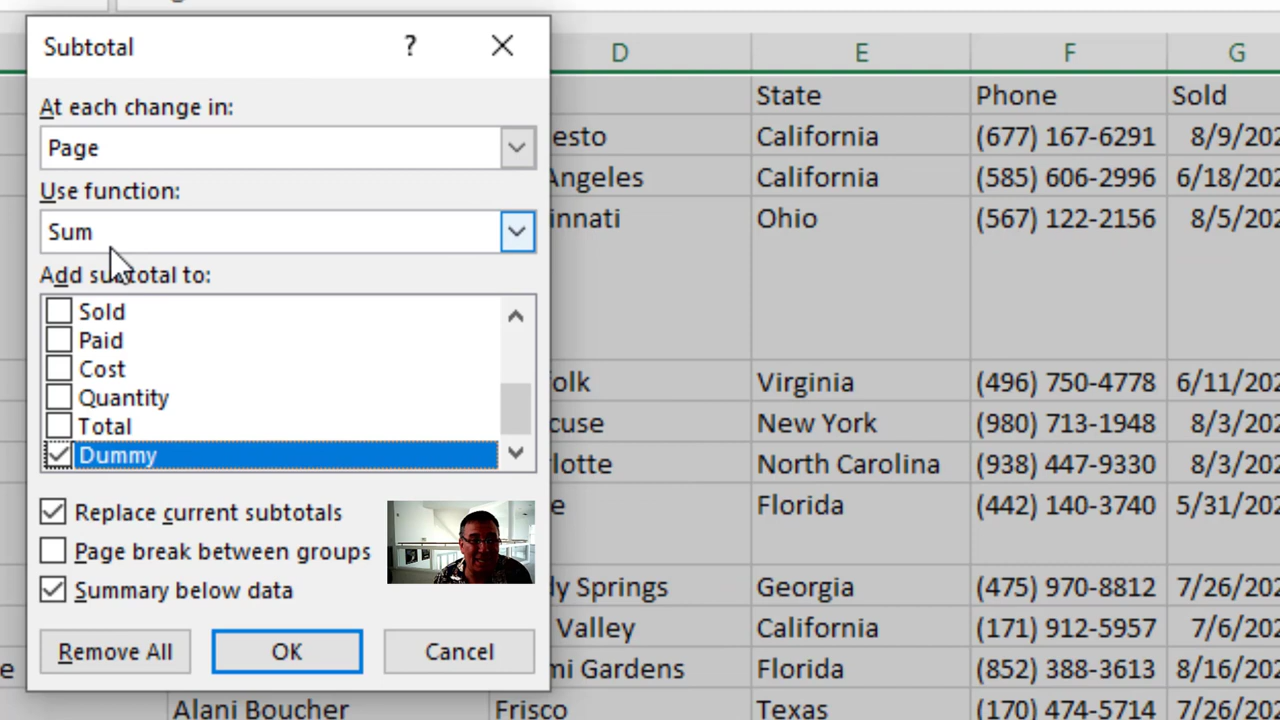 Subtotal ?
At each change in:
Page
Use function:
Sum
Add subtotal to:
Sold
Paid
Cost
Quantity
Total
Dummy
Replace current subtotals
Page break between groups
Summary below data
Remove All OK Cancel
D E F G
State Phone Sold
esto California (677) 167-6291 8/9/202
Angeles California (585) 606-2996 6/18/202
innati Ohio (567) 122-2156 8/5/202
olk Virginia (496) 750-4778 6/11/202
cuse New York (980) 713-1948 8/3/202
lotte North Carolina (938) 447-9330 8/3/202
e Florida (442) 140-3740 5/31/202
dy Springs Georgia (475) 970-8812 7/26/202
Valley California (171) 912-5957 7/6/202
e mi Gardens Florida (852) 388-3613 8/16/202
Alani Boucher Frisco Texas (170) 474-5714 7/26/202